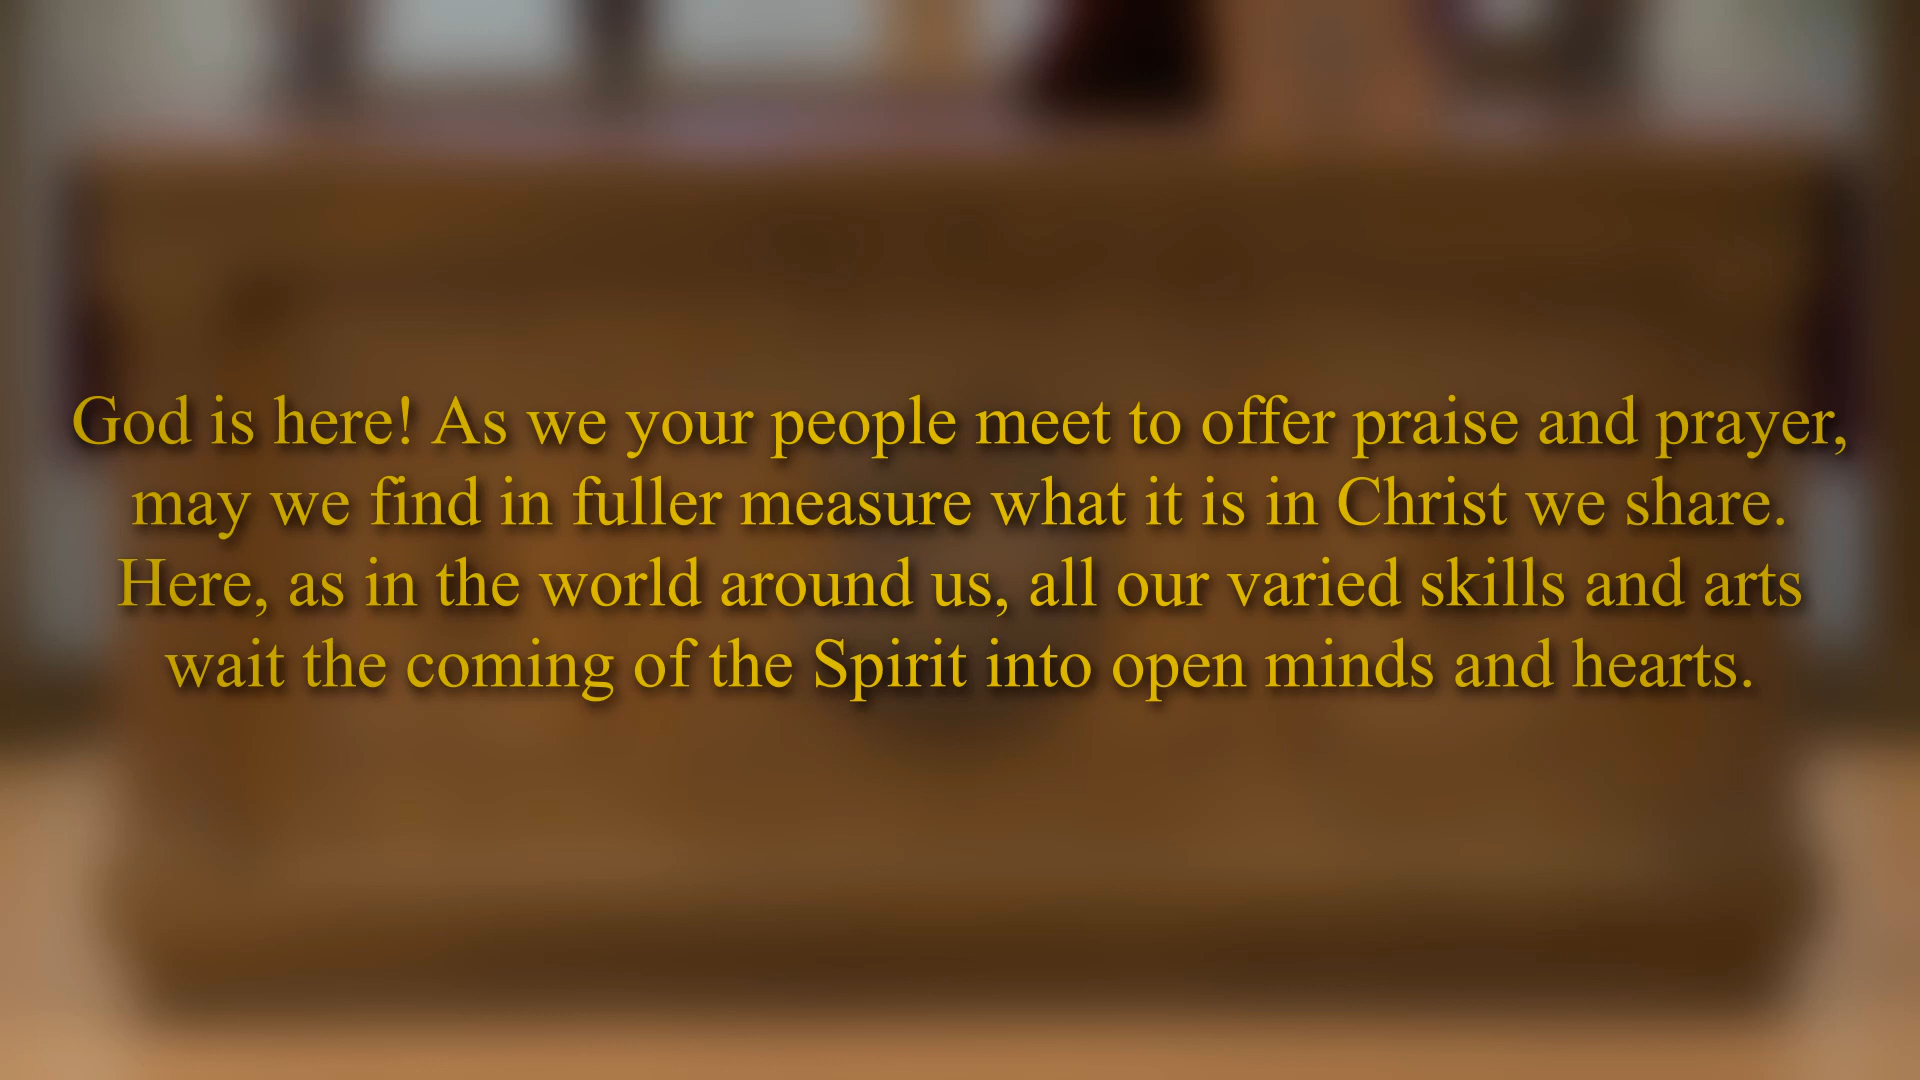 God is here! As we your people meet to offer praise and prayer,
may we find in fuller measure what it is in Christ we share.
Here, as in the world around us, all our varied skills and arts
wait the coming of the Spirit into open minds and hearts.